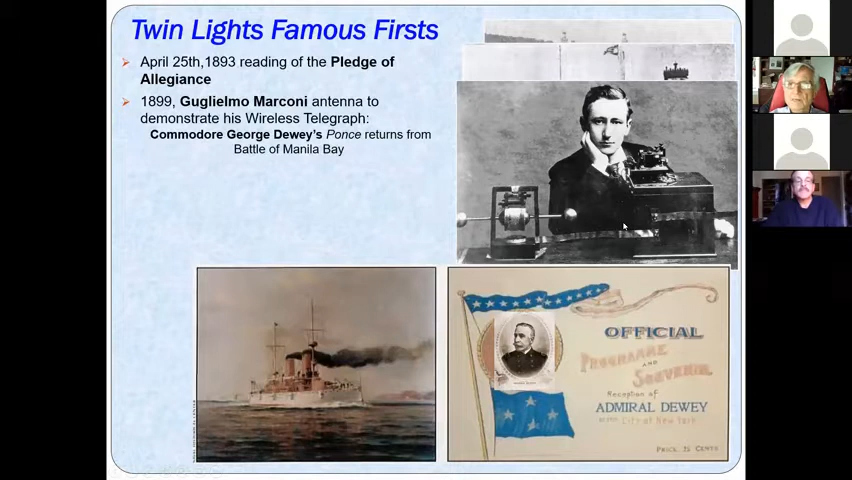 Twin Lights Famous Firsts
April 25th,1893 reading of the Pledge of
Allegiance
1899, Guglielmo Marconi antenna to
demonstrate his Wireless Telegraph:
Commodore George Dewey's Ponce returns from
Battle of Manila Bay
OFFICIAL
PROGRAMME
AND
SOUVENIR
Reception of
ADMIRAL DEWEY
City of New York
PRICE 15 CENTS